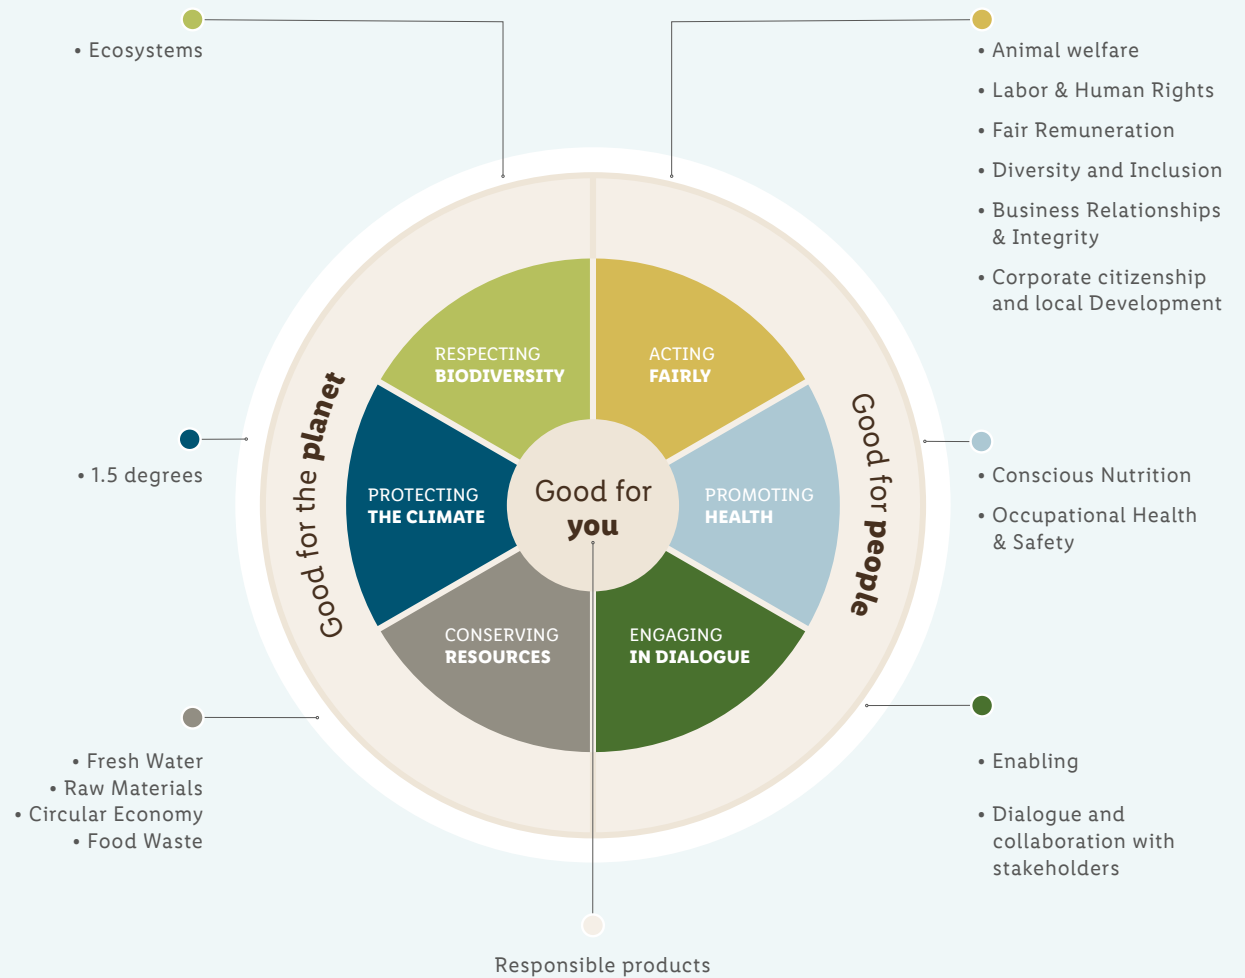 • Ecosystems
• Animal welfare
• Labor & Human Rights
• Fair Remuneration
• Diversity and Inclusion
• Business Relationships
& Integrity
• Corporate citizenship
and local Development
RESPECTING
BIODIVERSITY
ACTING
FAIRLY
Good for the planet
Good for people
• 1.5 degrees
PROTECTING
THE CLIMATE
Good for
you
PROMOTING
HEALTH
• Conscious Nutrition
• Occupational Health
& Safety
CONSERVING
RESOURCES
ENGAGING
IN DIALOGUE
• Fresh Water
• Raw Materials
• Circular Economy
• Food Waste
• Enabling
• Dialogue and
collaboration with
stakeholders
Responsible products